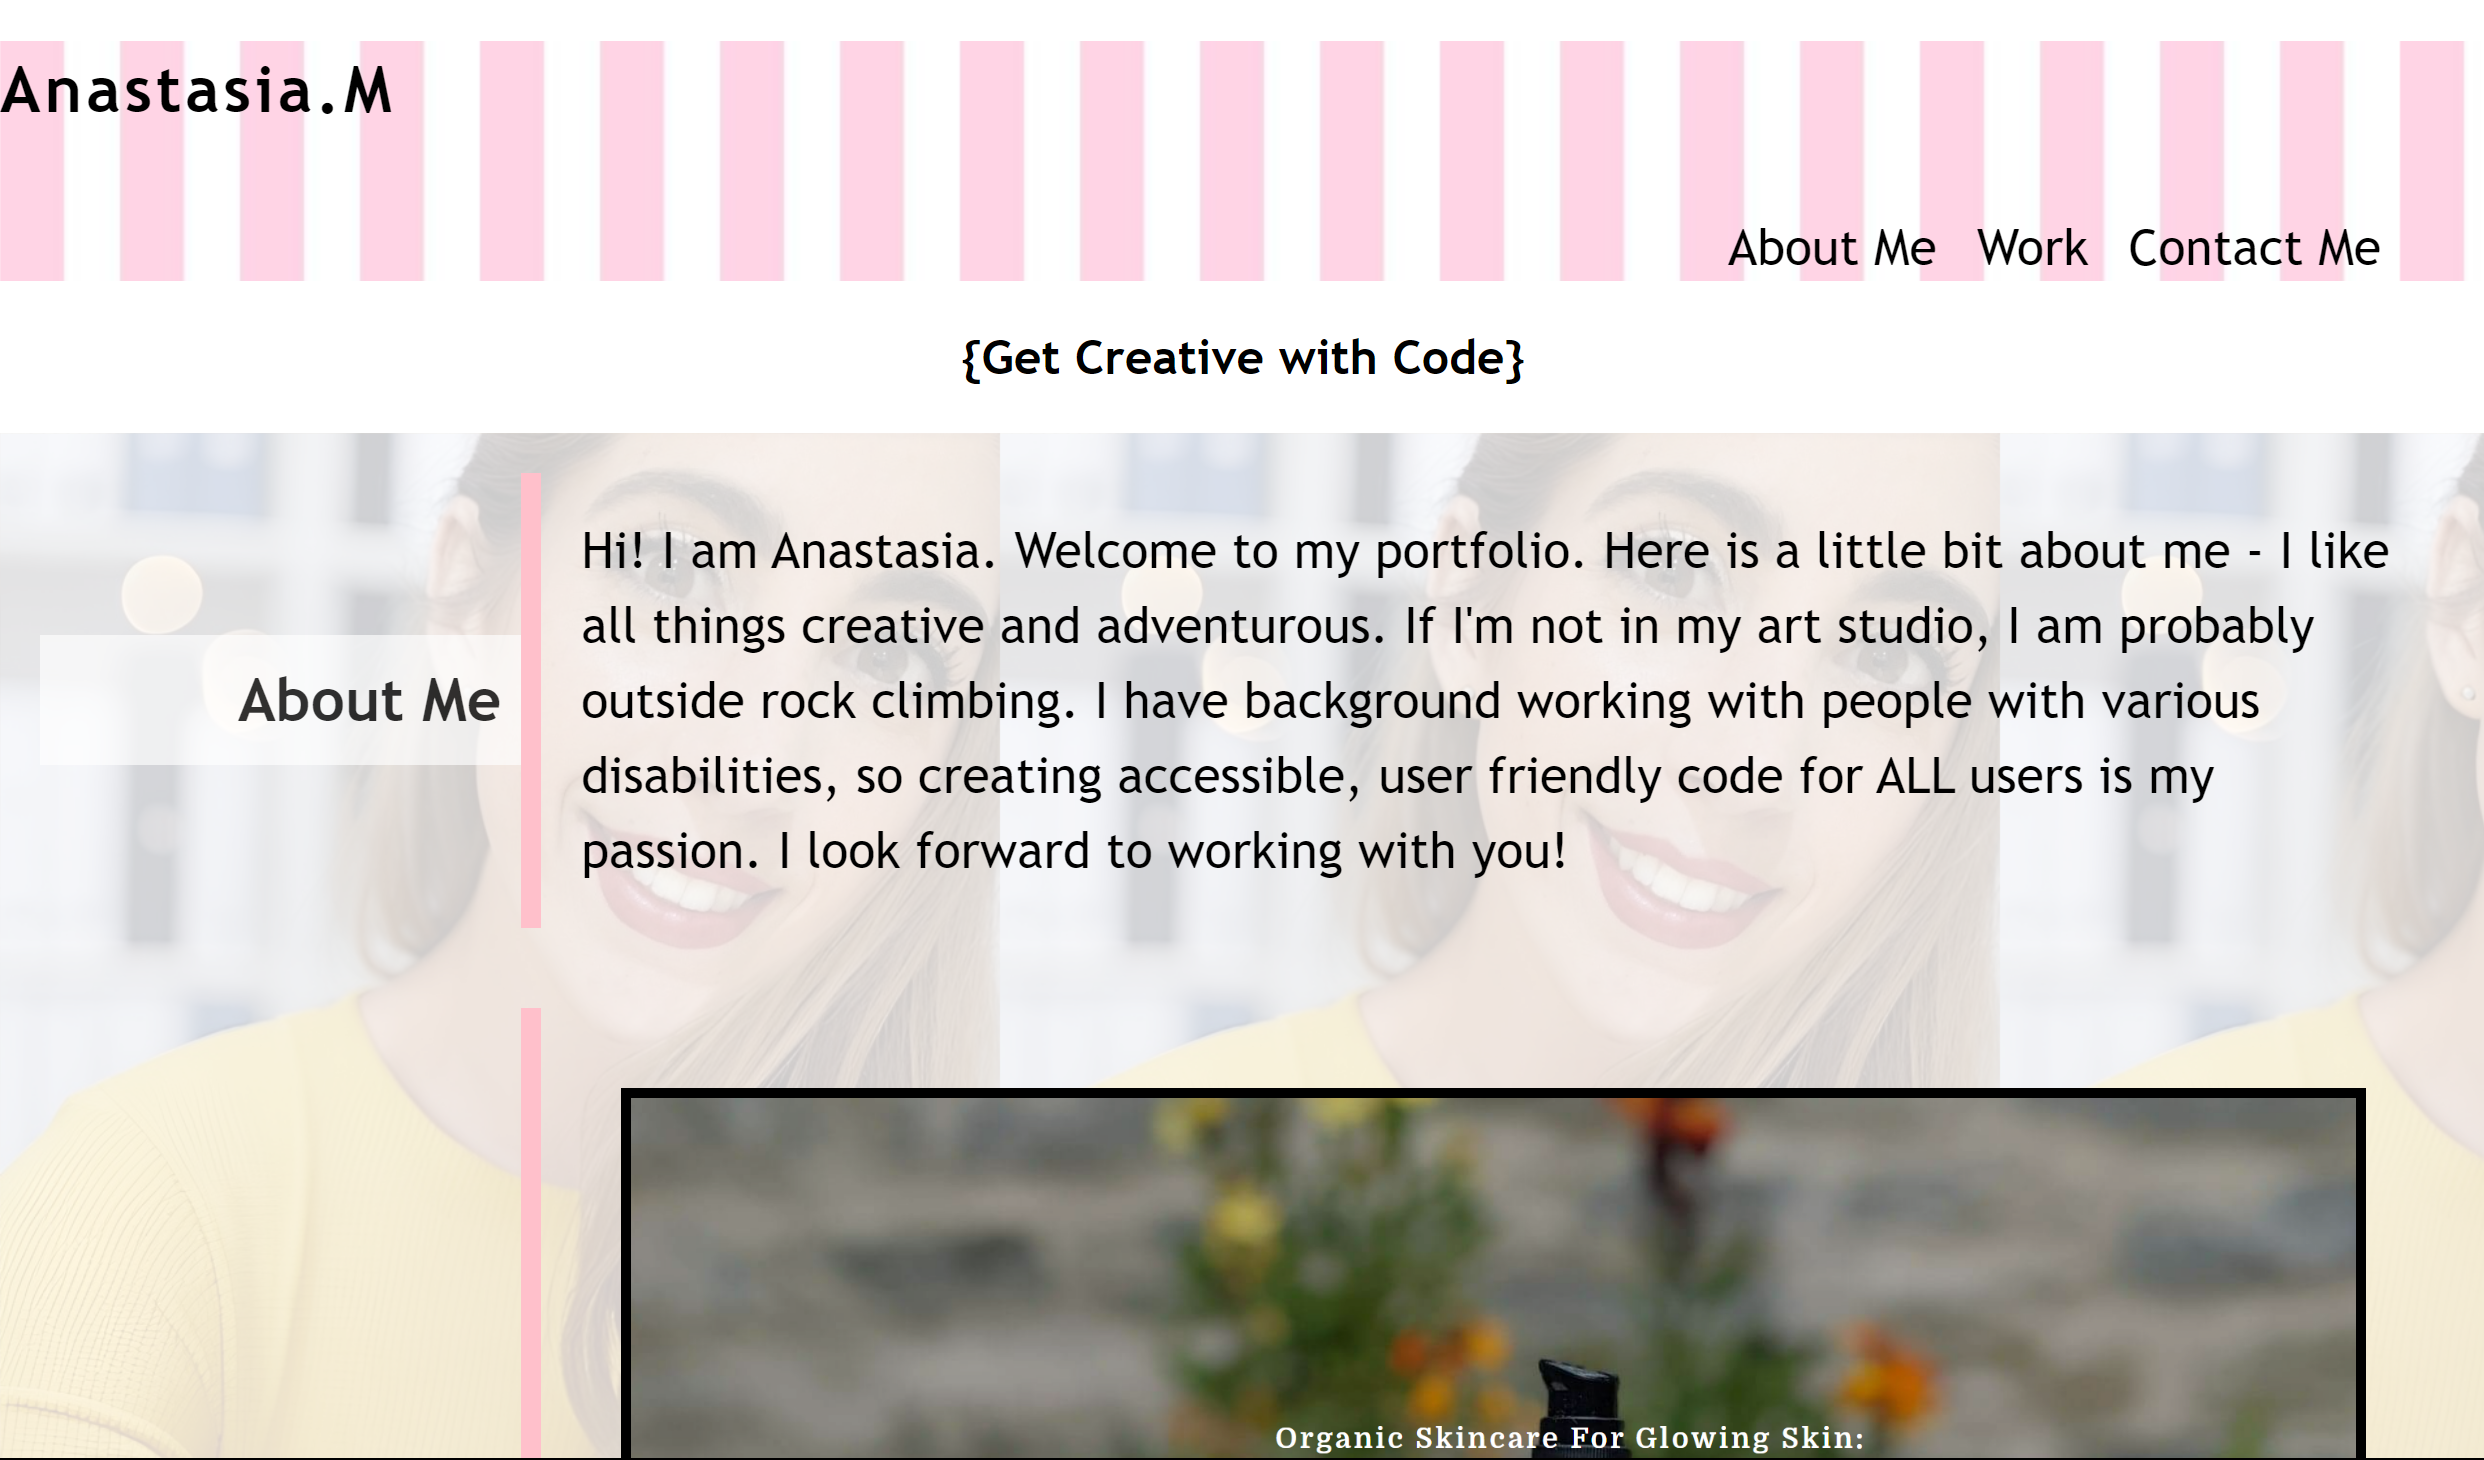 Anastasia.M
About Me Work Contact Me
{Get Creative with Code}
About Me
Hi! I am Anastasia. Welcome to my portfolio. Here is a little bit about me - I like
all things creative and adventurous. If I'm not in my art studio, I am probably
outside rock climbing. I have background working with people with various
disabilities, so creating accessible, user friendly code for ALL users is my
passion. I look forward to working with you!
Organic Skincare For Glowing Skin: